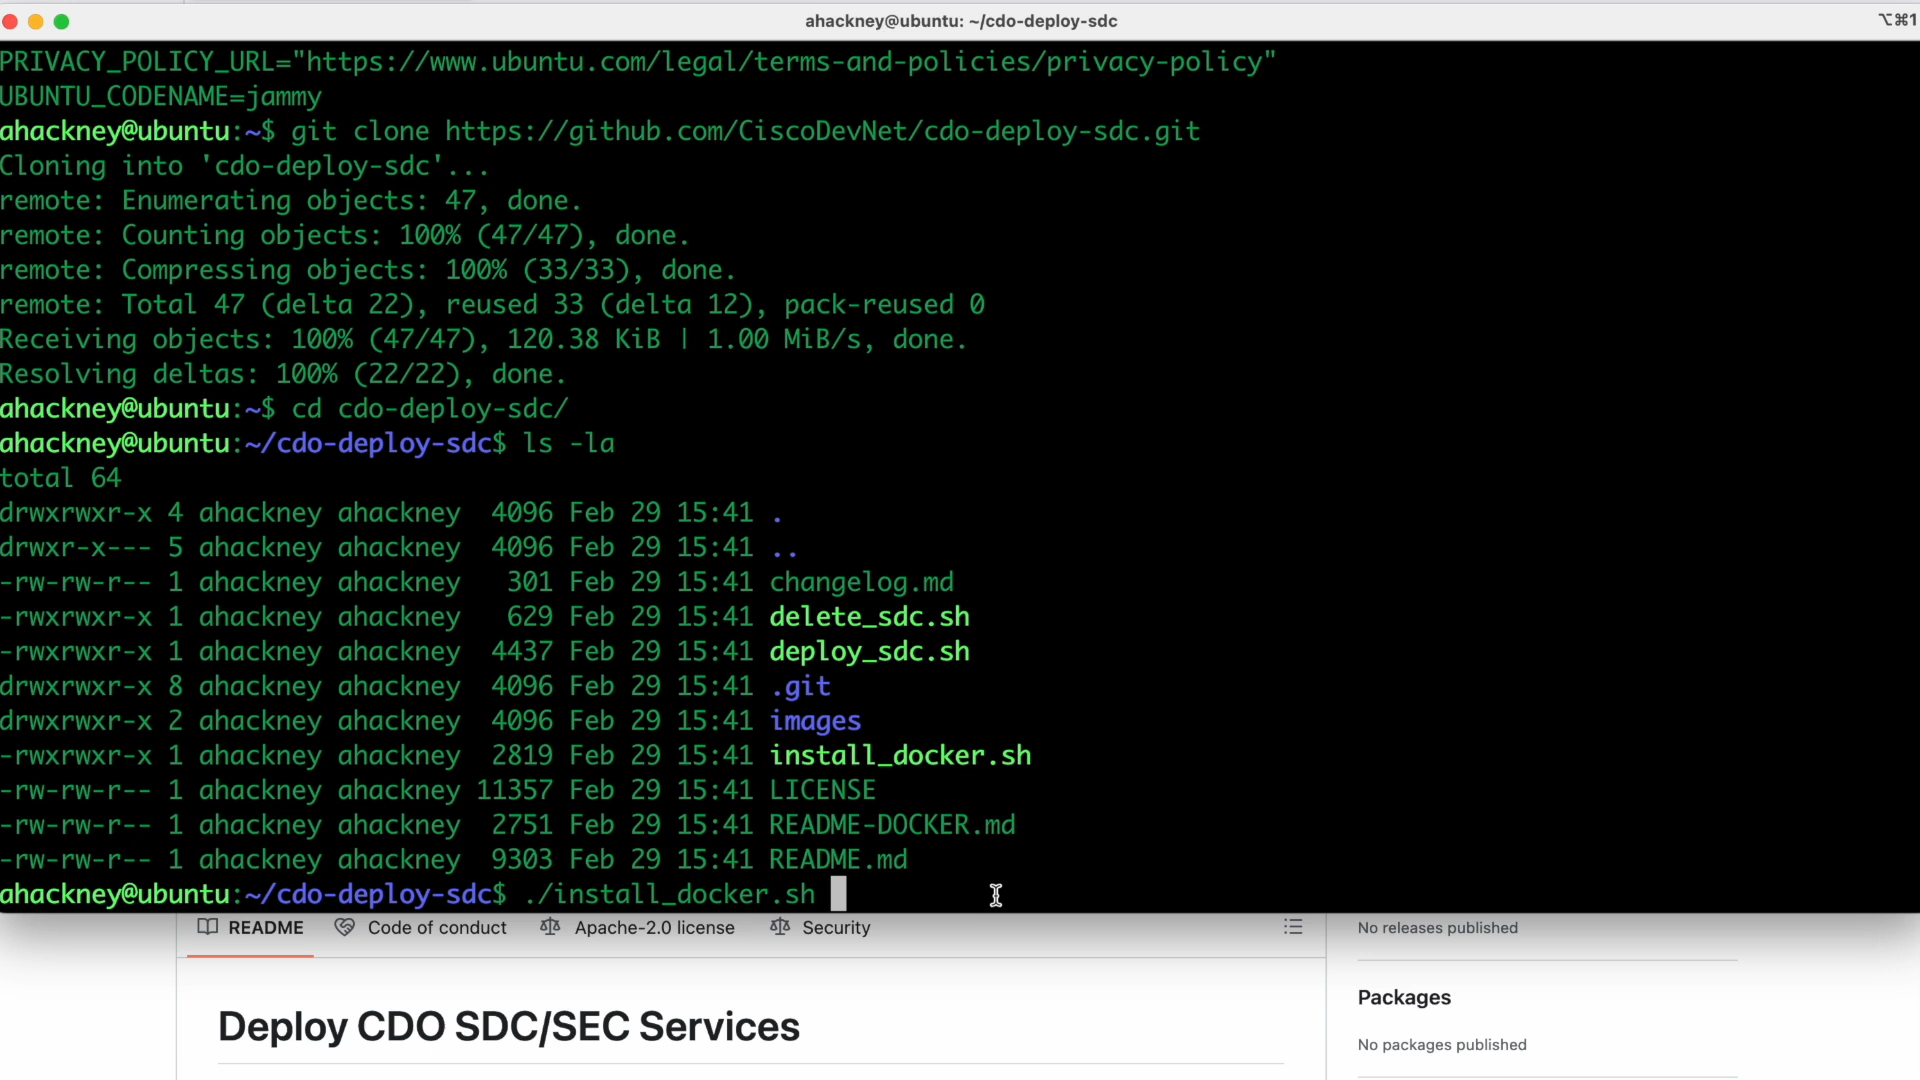 ahackney@ubuntu: ~/cdo-deploy-sdc
⌥⌘1
PRIVACY_POLICY_URL="https://www.ubuntu.com/legal/terms-and-policies/privacy-policy"
UBUNTU_CODENAME=jammy
ahackney@ubuntu:~$ git clone https://github.com/CiscoDevNet/cdo-deploy-sdc.git
Cloning into 'cdo-deploy-sdc'...
remote: Enumerating objects: 47, done.
remote: Counting objects: 100% (47/47), done.
remote: Compressing objects: 100% (33/33), done.
remote: Total 47 (delta 22), reused 33 (delta 12), pack-reused 0
Receiving objects: 100% (47/47), 120.38 KiB | 1.00 MiB/s, done.
Resolving deltas: 100% (22/22), done.
ahackney@ubuntu:~$ cd cdo-deploy-sdc/
ahackney@ubuntu:~/cdo-deploy-sdc$ ls -la
total 64
drwxrwxr-x 4 ahackney ahackney  4096 Feb 29 15:41 .
drwxr-x--- 5 ahackney ahackney  4096 Feb 29 15:41 ..
-rw-rw-r-- 1 ahackney ahackney   301 Feb 29 15:41 changelog.md
-rwxrwxr-x 1 ahackney ahackney   629 Feb 29 15:41 delete_sdc.sh
-rwxrwxr-x 1 ahackney ahackney  4437 Feb 29 15:41 deploy_sdc.sh
drwxrwxr-x 8 ahackney ahackney  4096 Feb 29 15:41 .git
drwxrwxr-x 2 ahackney ahackney  4096 Feb 29 15:41 images
-rwxrwxr-x 1 ahackney ahackney  2819 Feb 29 15:41 install_docker.sh
-rw-rw-r-- 1 ahackney ahackney 11357 Feb 29 15:41 LICENSE
-rw-rw-r-- 1 ahackney ahackney  2751 Feb 29 15:41 README-DOCKER.md
-rw-rw-r-- 1 ahackney ahackney  9303 Feb 29 15:41 README.md
ahackney@ubuntu:~/cdo-deploy-sdc$ ./install_docker.sh
README Code of conduct Apache-2.0 license Security
Deploy CDO SDC/SEC Services
No releases published
Packages
No packages published